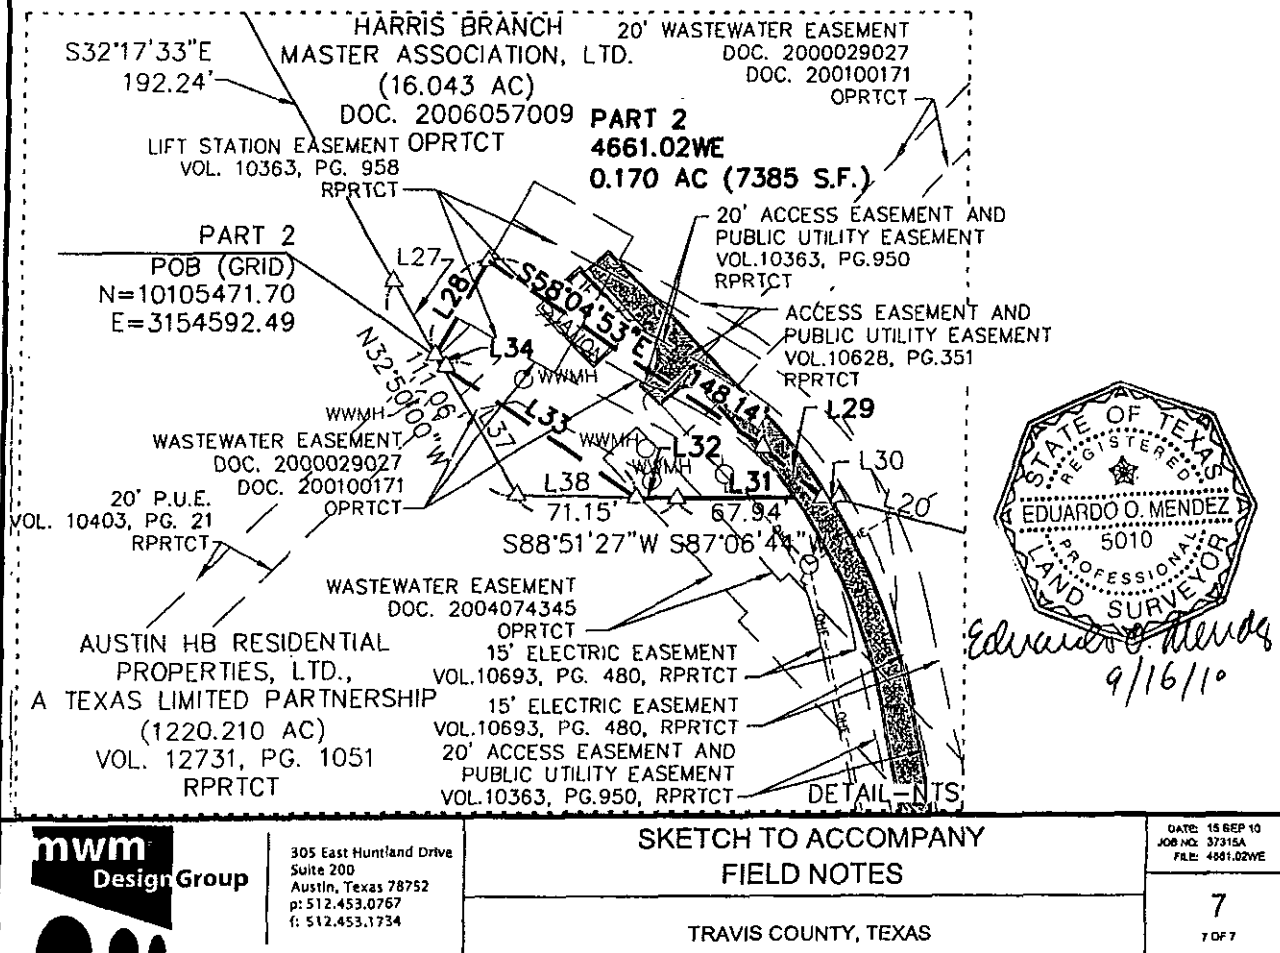 HARRIS BRANCH
MASTER ASSOCIATION, LTD.
(16.043 AC)
DOC. 2006057009
OPRTCT
S32°17'33"E
192.24'
20' WASTEWATER EASEMENT
DOC. 2000029027
DOC. 200100171
OPRTCT
PART 2
4661.02WE
0.170 AC (7385 S.F.)
LIFT STATION EASEMENT
VOL. 10363, PG. 958
RPRTCT
PART 2
POB (GRID)
N=10105471.70
E=3154592.49
20' ACCESS EASEMENT AND
PUBLIC UTILITY EASEMENT
VOL.10363, PG.950
RPRTCT
ACCESS EASEMENT AND
PUBLIC UTILITY EASEMENT
VOL.10628, PG.351
RPRTCT
L27
L28
S58°04'53"E
148.14'
LIFT
STATION
L34
N32°50'00"W
111.06'
WWMH
L33
L37
WWMH
WWMH
WWMH
L32
L29
L31
L30
L38
20'
71.15'
67.94'
S88°51'27"W
S87°06'44"W
WASTEWATER EASEMENT
DOC. 2000029027
DOC. 200100171
OPRTCT
20' P.U.E.
VOL. 10403, PG. 21
RPRTCT
WASTEWATER EASEMENT
DOC. 2004074345
OPRTCT
15' ELECTRIC EASEMENT
VOL.10693, PG. 480, RPRTCT
15' ELECTRIC EASEMENT
VOL.10693, PG. 480, RPRTCT
20' ACCESS EASEMENT AND
PUBLIC UTILITY EASEMENT
VOL.10363, PG.950, RPRTCT
OHE
OHE
DETAIL-NTS
AUSTIN HB RESIDENTIAL
PROPERTIES, LTD.,
A TEXAS LIMITED PARTNERSHIP
(1220.210 AC)
VOL. 12731, PG. 1051
RPRTCT
STATE OF TEXAS
REGISTERED
EDUARDO O. MENDEZ
5010
PROFESSIONAL
LAND SURVEYOR
Eduardo O. Mendez
9/16/10
mwm
DesignGroup
305 East Huntland Drive
Suite 200
Austin, Texas 78752
p: 512.453.0767
f: 512.453.1734
SKETCH TO ACCOMPANY
FIELD NOTES
TRAVIS COUNTY, TEXAS
DATE: 15 SEP 10
JOB NO: 37315A
FILE: 4661.02WE
7
7 OF 7